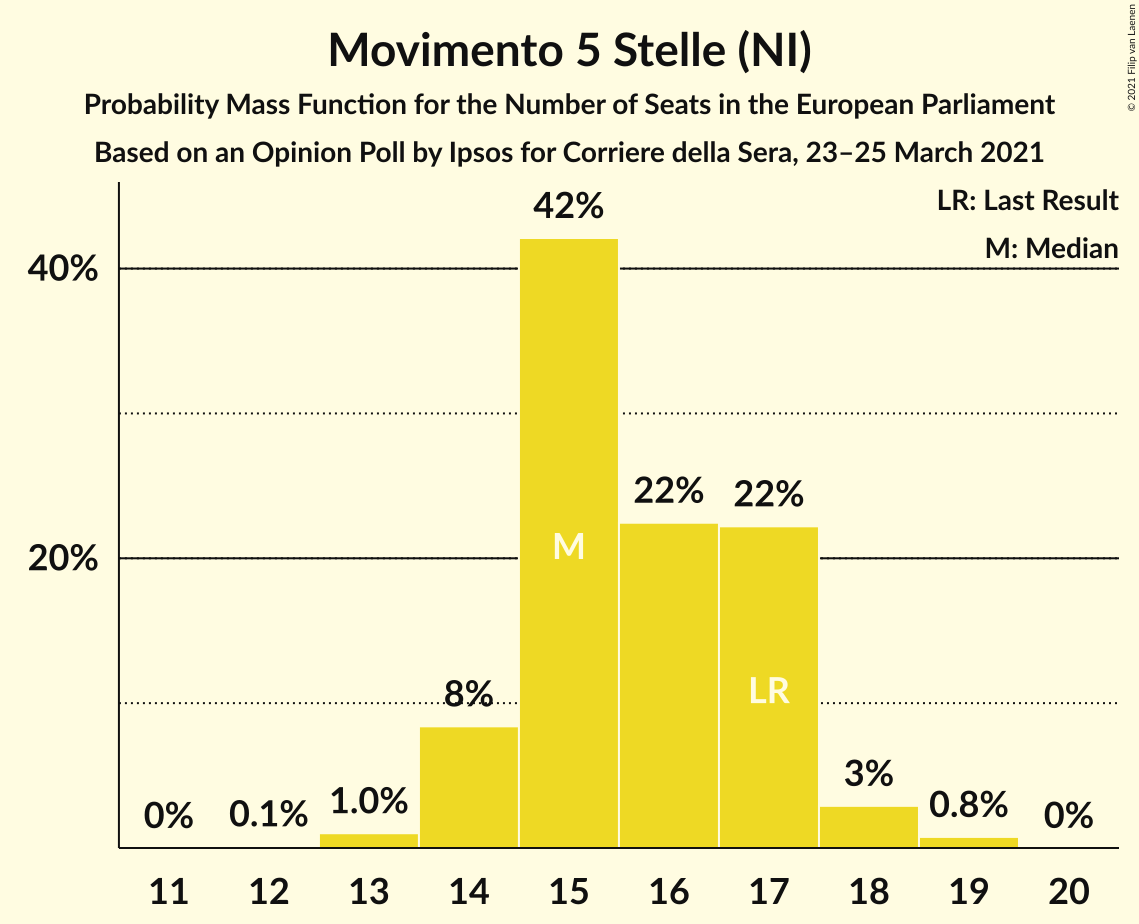 Movimento 5 Stelle (NI)
Probability Mass Function for the Number of Seats in the European Parliament
Based on an Opinion Poll by Ipsos for Corriere della Sera, 23–25 March 2021
© 2021 Filip van Laenen
LR: Last Result
M: Median
40%
20%
0%
0.1%
1.0%
8%
42%
22%
22%
3%
0.8%
0%
M
LR
11 12 13 14 15 16 17 18 19 20